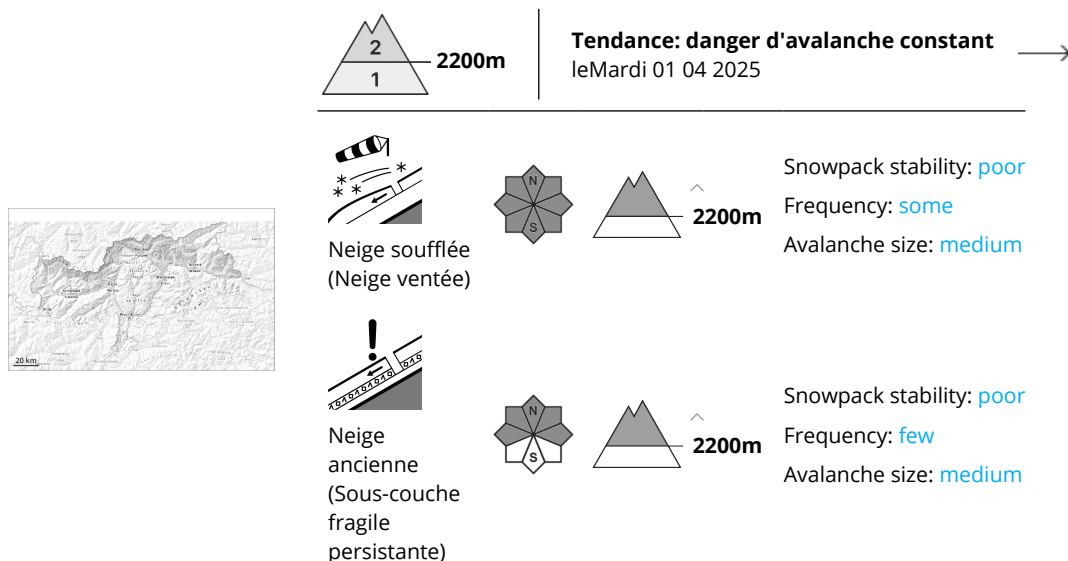 2
1
2200m
Tendance: danger d'avalanche constant
leMardi 01 04 2025
20 km
Neige soufflée
(Neige ventée)
N
S
2200m
Snowpack stability: poor
Frequency: some
Avalanche size: medium
Neige
ancienne
(Sous-couche
fragile
persistante)
N
S
2200m
Snowpack stability: poor
Frequency: few
Avalanche size: medium